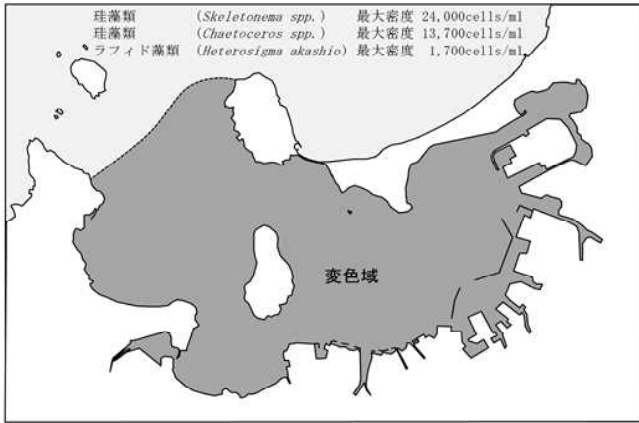 珪藻類 (Skeletonema spp.) 最大密度 24,000cells/ml
珪藻類 (Chaetoceros spp.) 最大密度 13,700cells/ml
ラフィド藻類 (Heterosigma akashio) 最大密度 1,700cells/ml
変色域